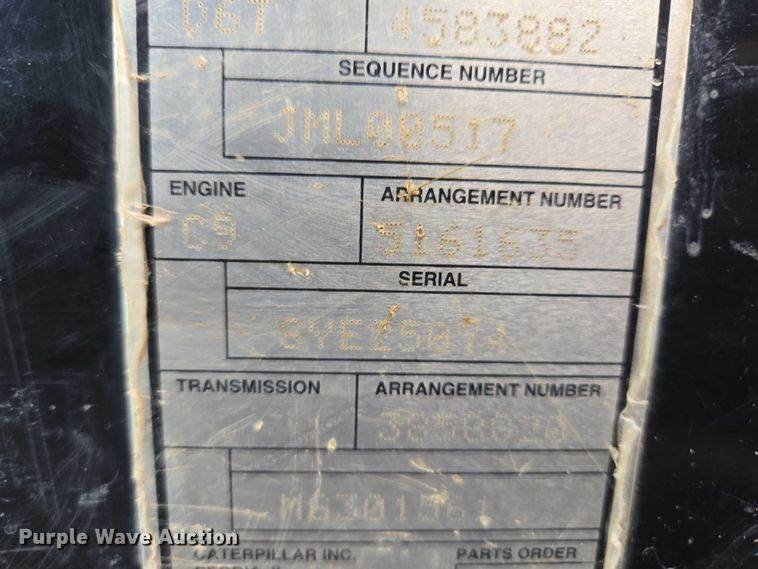 D6T 4583882
SEQUENCE NUMBER
JML00517
ENGINE ARRANGEMENT NUMBER
C9 5161635
SERIAL
TRANSMISSION ARRANGEMENT NUMBER
M6301561
Purple Wave Auction
CATERPILLAR INC. PARTS ORDER